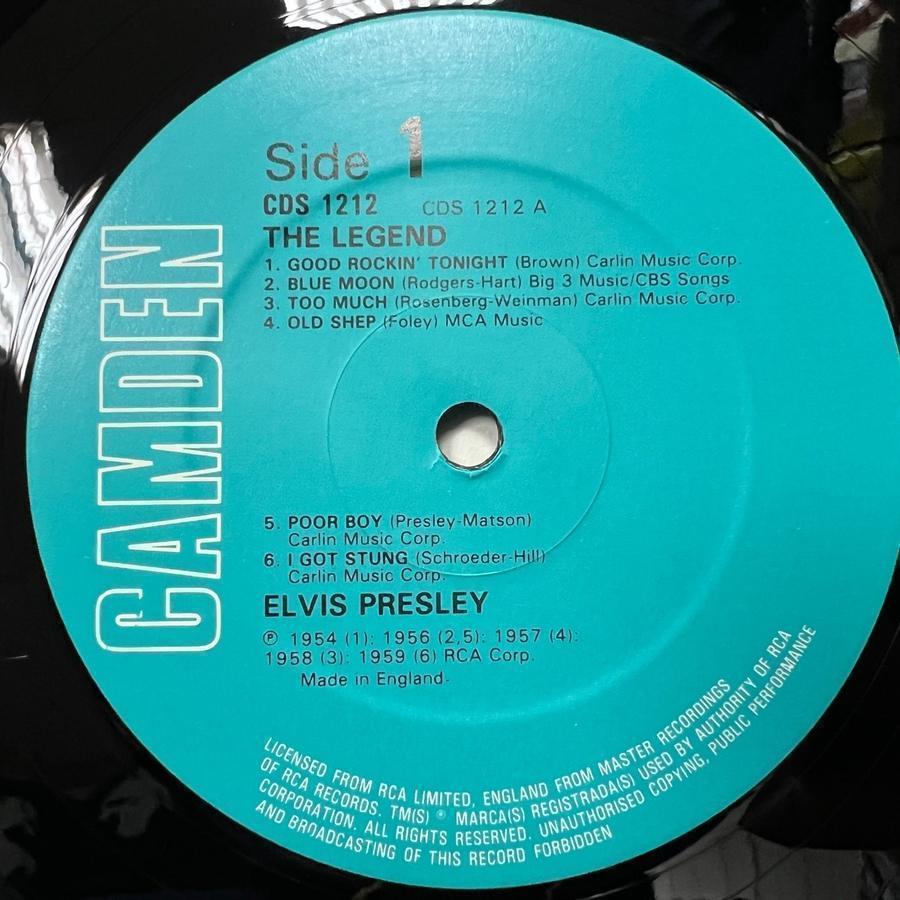 CAMDEN
Side 1
CDS 1212 CDS 1212 A
THE LEGEND
1. GOOD ROCKIN' TONIGHT (Brown) Carlin Music Corp.
2. BLUE MOON (Rodgers-Hart) Big 3 Music/CBS Songs
3. TOO MUCH (Rosenberg-Weinman) Carlin Music Corp.
4. OLD SHEP (Foley) MCA Music
5. POOR BOY (Presley-Matson)
Carlin Music Corp.
6. I GOT STUNG (Schroeder-Hill)
Carlin Music Corp.
ELVIS PRESLEY
℗ 1954 (1): 1956 (2,5): 1957 (4):
1958 (3): 1959 (6) RCA Corp.
Made in England.
LICENSED FROM RCA LIMITED, ENGLAND FROM MASTER RECORDINGS
OF RCA RECORDS. TM(S) ® MARCA(S) REGISTRADA(S) USED BY AUTHORITY OF RCA
CORPORATION. ALL RIGHTS RESERVED. UNAUTHORISED COPYING, PUBLIC PERFORMANCE
AND BROADCASTING OF THIS RECORD FORBIDDEN